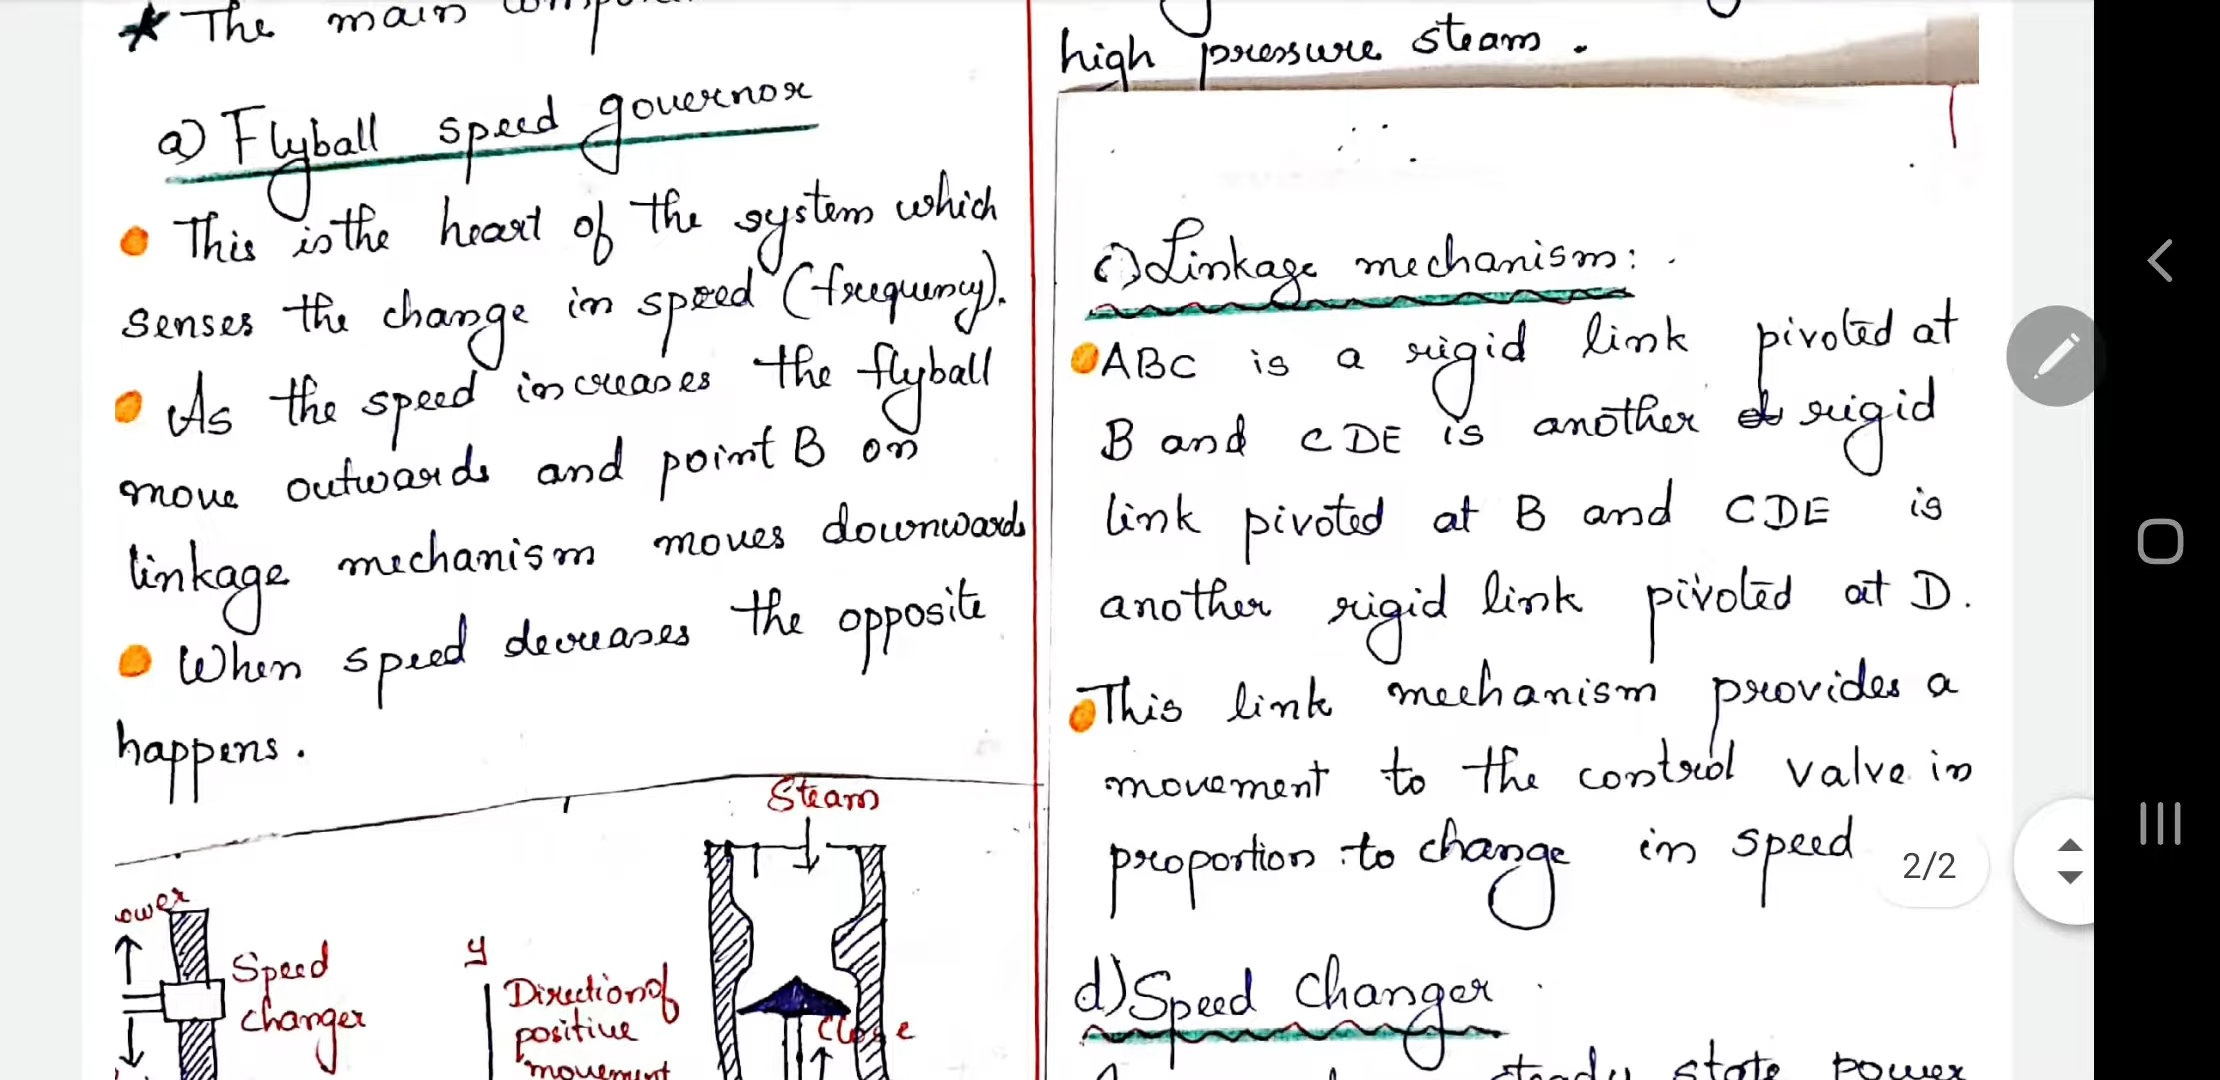 ★ The main
a) Flyball speed governor
• This is the heart of the system which
senses the change in speed (frequency).
• As the speed increases the flyball
move outwards and point B on
linkage mechanism moves downwards
• When speed decreases the opposite
happens.
Steam
Speed
changer
y
Direction of
positive
movement
Close
high pressure steam.
c) Linkage mechanism:
• ABC is a rigid link pivoted at
B and CDE is another rigid
link pivoted at B and CDE is
another rigid link pivoted at D.
• This link mechanism provides a
movement to the control valve in
proportion to change in speed
2/2
d) Speed Changer
steady state power